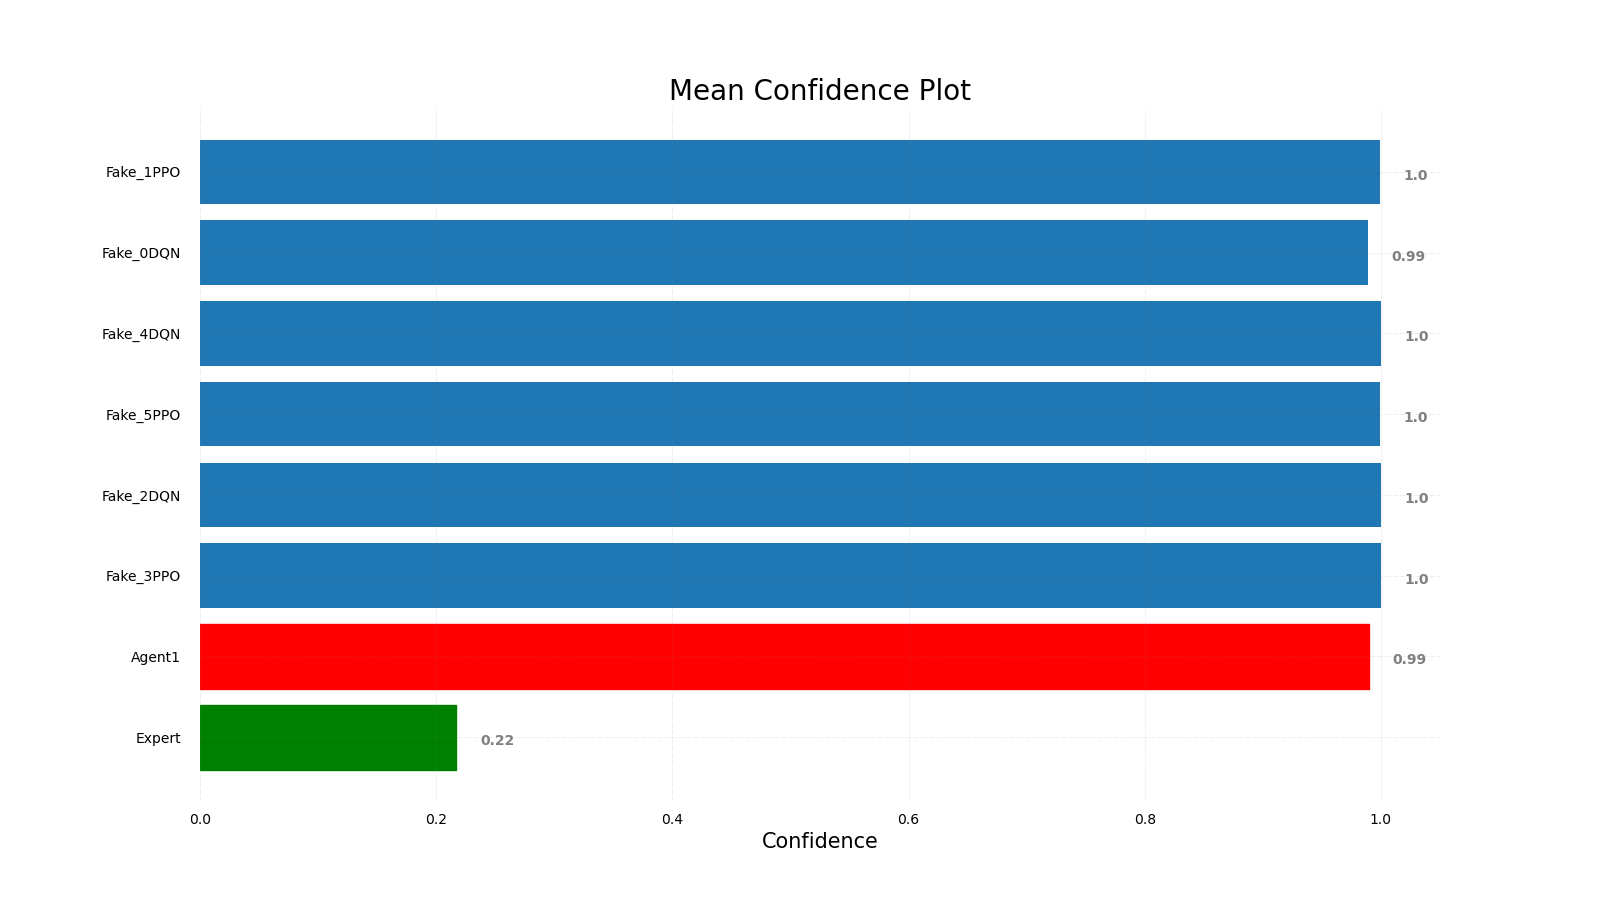 Mean Confidence Plot
Fake_1PPO 1.0
Fake_0DQN 0.99
Fake_4DQN 1.0
Fake_5PPO 1.0
Fake_2DQN 1.0
Fake_3PPO 1.0
Agent1 0.99
Expert 0.22
0.0 0.2 0.4 0.6 0.8 1.0
Confidence